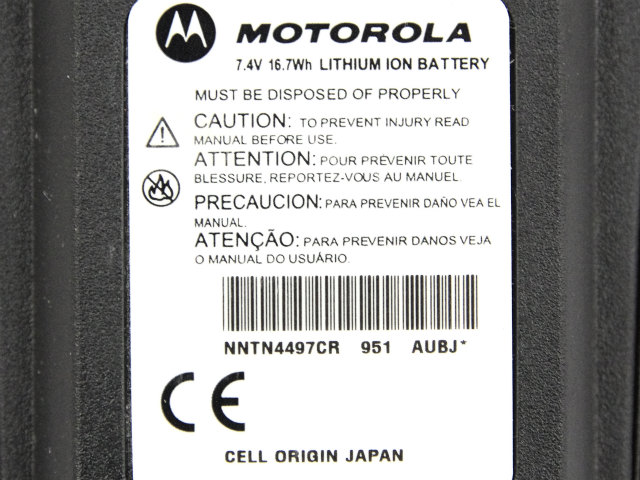 MOTOROLA
7.4V 16.7Wh LITHIUM ION BATTERY
MUST BE DISPOSED OF PROPERLY
CAUTION: TO PREVENT INJURY READ
MANUAL BEFORE USE.
ATTENTION: POUR PRÉVENIR TOUTE
BLESSURE, REPORTEZ-VOUS AU MANUEL.
PRECAUCION: PARA PREVENIR DAÑO VEA EL
MANUAL.
ATENÇÃO: PARA PREVENIR DANOS VEJA
O MANUAL DO USUÁRIO.
NNTN4497CR 951 AUBJ*
CE
CELL ORIGIN JAPAN